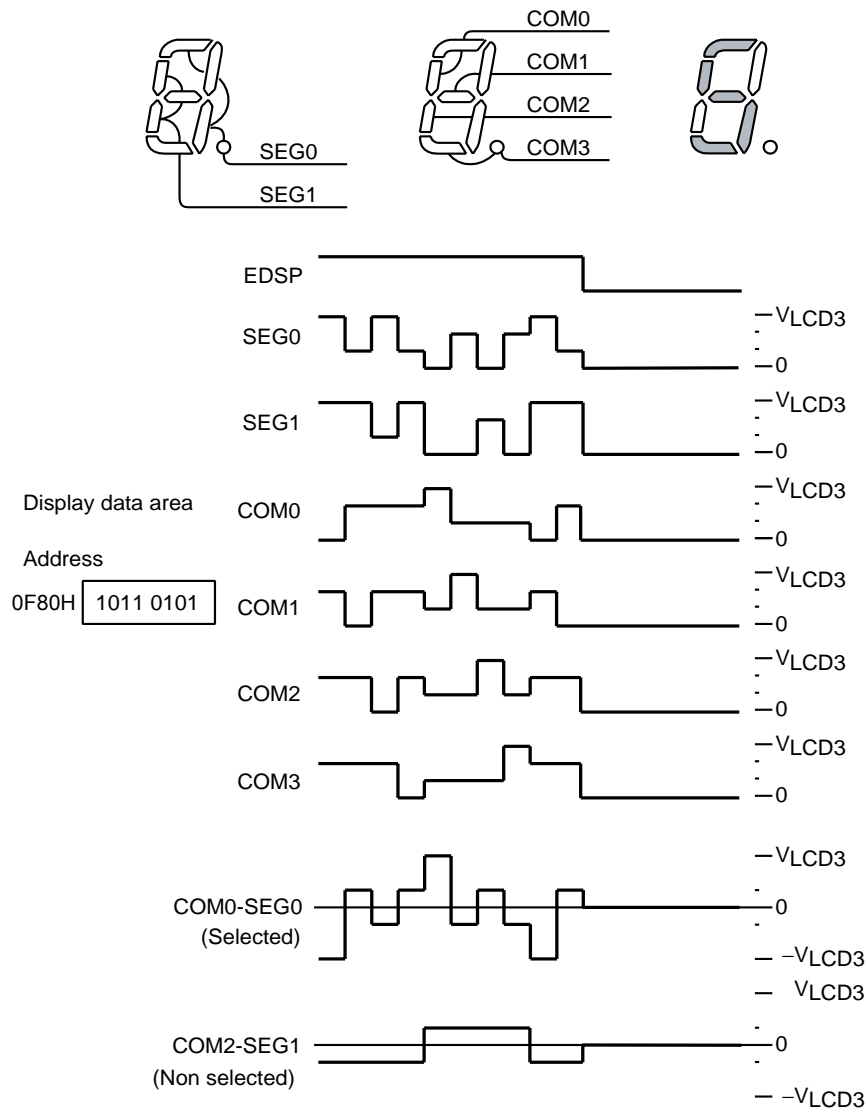 COM0
COM1
COM2
COM3
SEG0
SEG1
EDSP
SEG0
VLCD3
0
SEG1
VLCD3
0
Display data area
COM0
VLCD3
0
Address
0F80H 1011 0101
COM1
VLCD3
0
COM2
VLCD3
0
COM3
VLCD3
0
VLCD3
COM0-SEG0
0
(Selected)
−VLCD3
VLCD3
COM2-SEG1
0
(Non selected)
−VLCD3